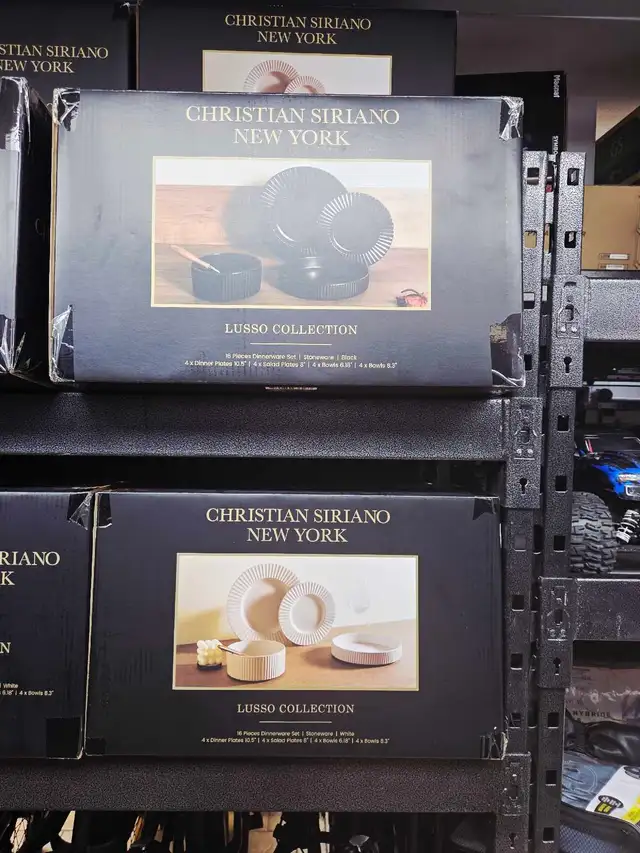 STIAN SIRIANO
NEW YORK
CHRISTIAN SIRIANO
NEW YORK
CHRISTIAN SIRIANO
NEW YORK
LUSSO COLLECTION
16 Pieces Dinnerware Set | Stoneware | Black
4 x Dinner Plates 10.5" | 4 x Salad Plates 8" | 4 x Bowls 6.18" | 4 x Bowls 8.3"
RIANO
K
N
| White
6.18" | 4 x Bowls 8.3"
CHRISTIAN SIRIANO
NEW YORK
LUSSO COLLECTION
16 Pieces Dinnerware Set | Stoneware | White
4 x Dinner Plates 10.5" | 4 x Salad Plates 8" | 4 x Bowls 6.18" | 4 x Bowls 8.3"